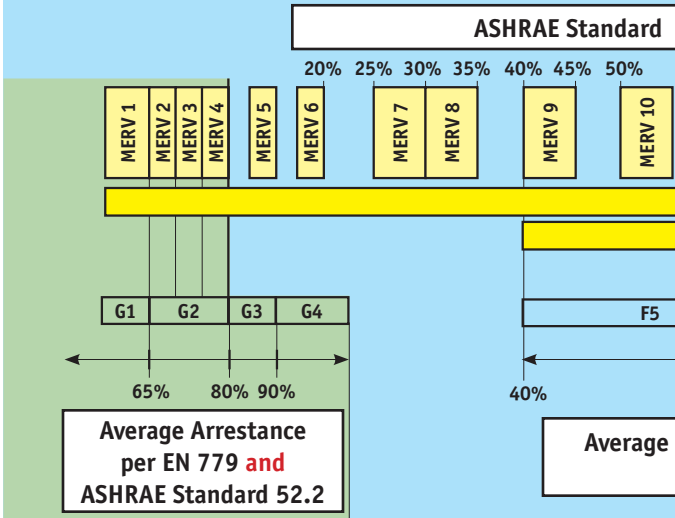 ASHRAE Standard
20% 25% 30% 35% 40% 45% 50%
MERV 1 MERV 2 MERV 3 MERV 4 MERV 5 MERV 6 MERV 7 MERV 8 MERV 9 MERV 10
G1 G2 G3 G4 F5
65% 80% 90% 40%
Average Arrestance
per EN 779 and
ASHRAE Standard 52.2
Average